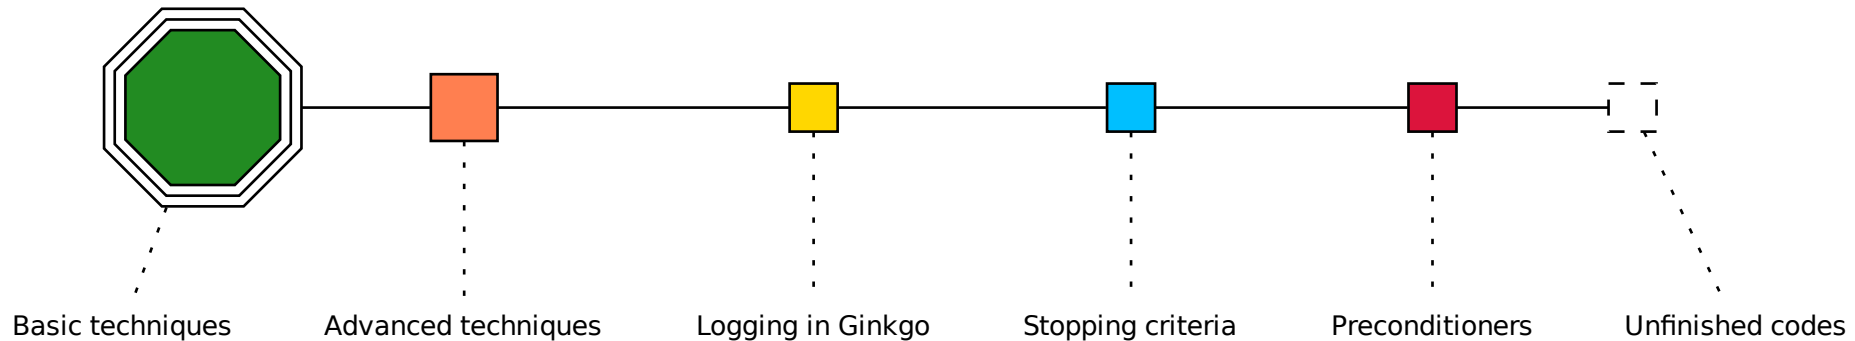 Basic techniques
Advanced techniques
Logging in Ginkgo
Stopping criteria
Preconditioners
Unfinished codes